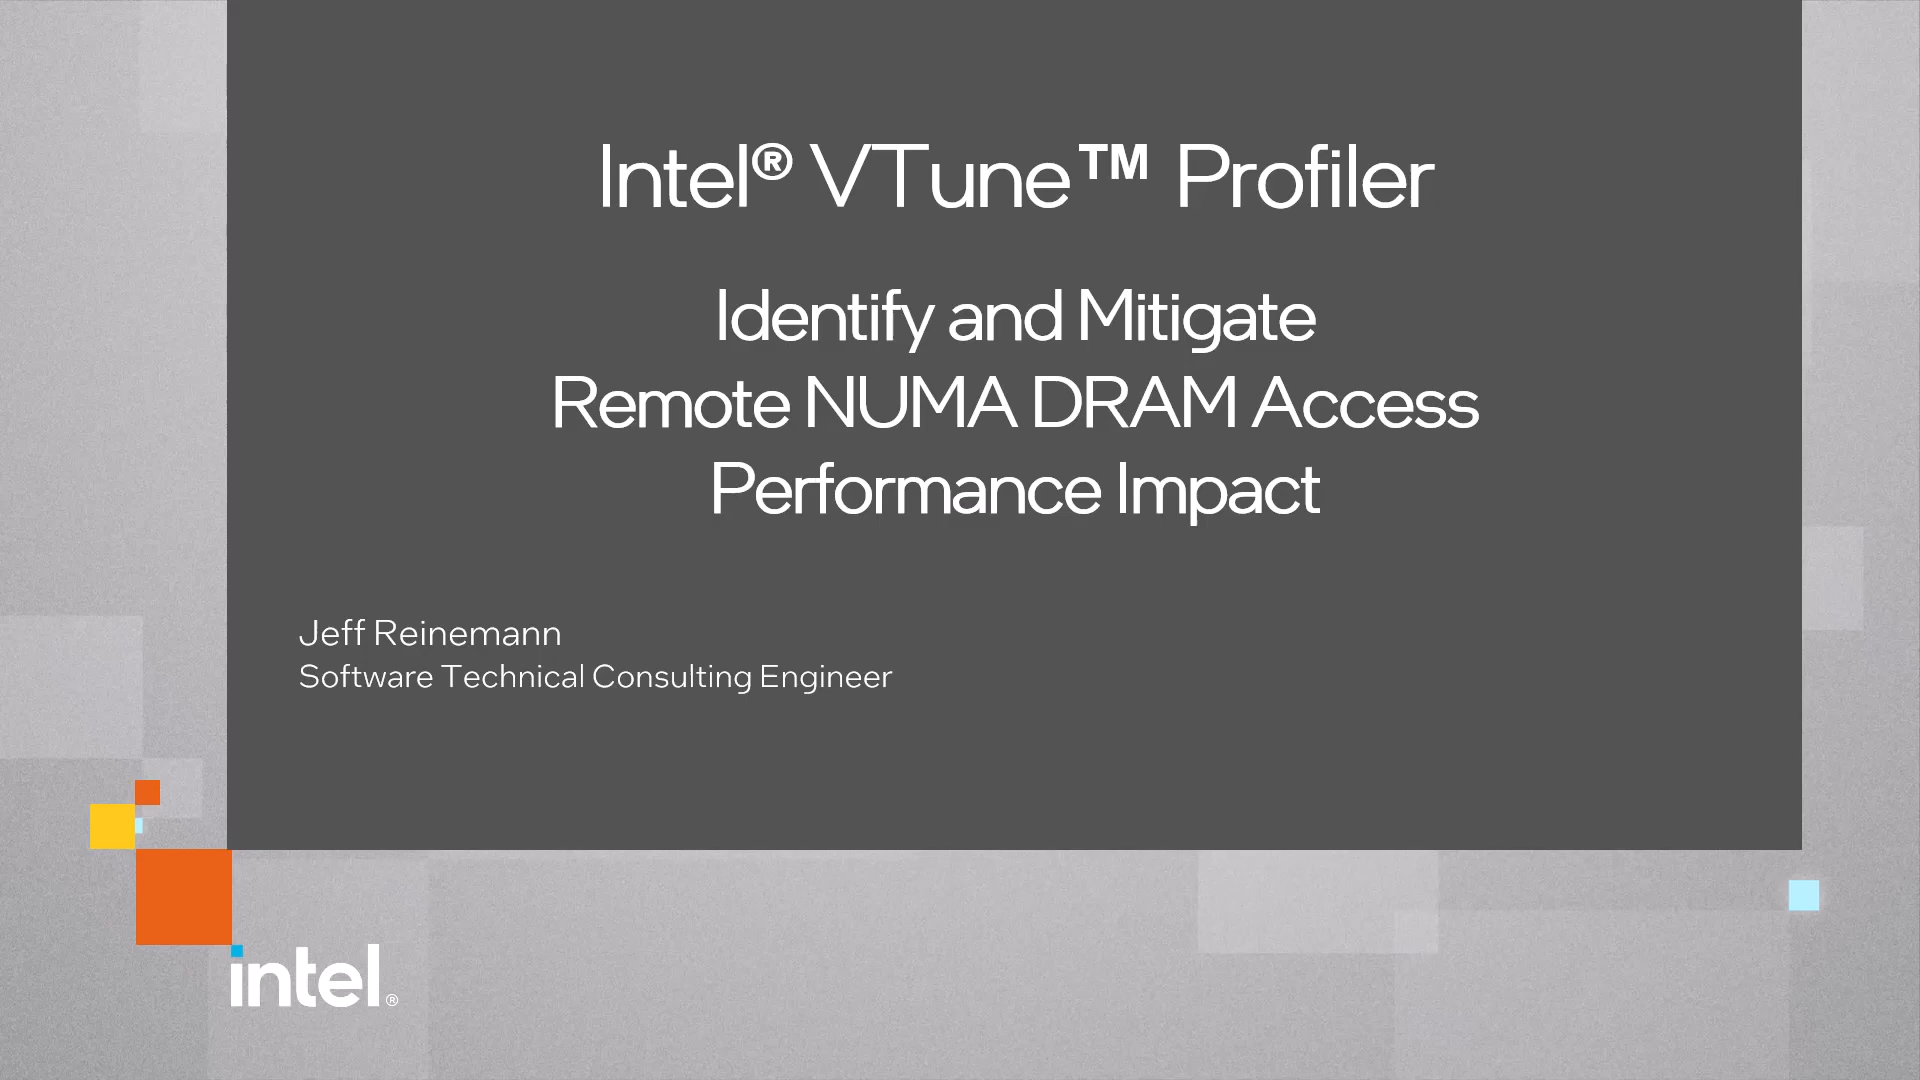 Intel® VTune™ Profiler
Identify and Mitigate
Remote NUMA DRAM Access
Performance Impact
Jeff Reinemann
Software Technical Consulting Engineer
intel®